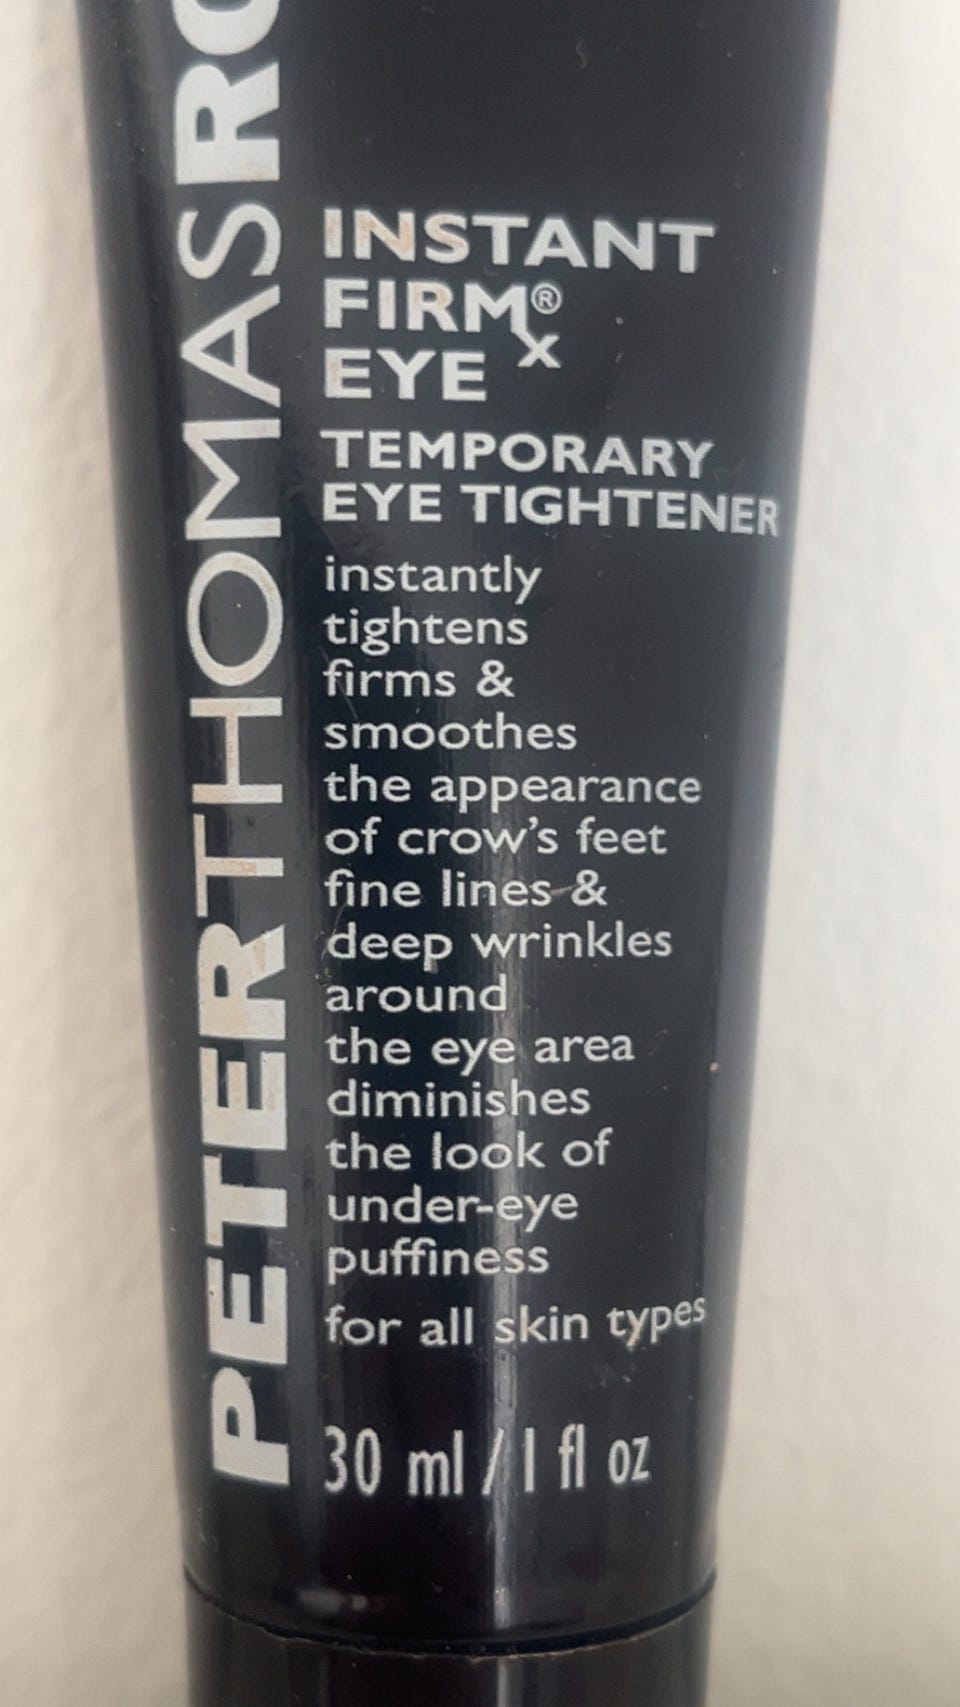 PETERTHOMASRO
INSTANT
FIRMx®
EYE
TEMPORARY
EYE TIGHTENER
instantly
tightens
firms &
smoothes
the appearance
of crow's feet
fine lines &
deep wrinkles
around
the eye area
diminishes
the look of
under-eye
puffiness
for all skin types
30 ml / 1 fl oz